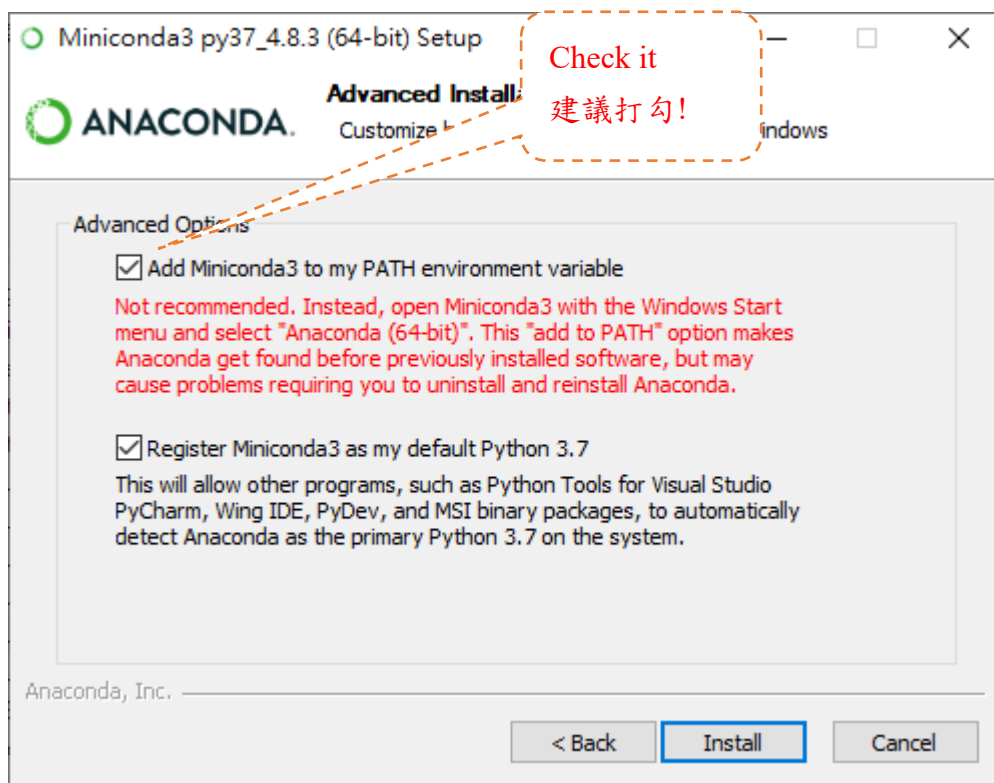 Miniconda3 py37_4.8.3 (64-bit) Setup
Check it
建議打勾!
ANACONDA.
Advanced Install
Customize
indows
Advanced Options
Add Miniconda3 to my PATH environment variable
Not recommended. Instead, open Miniconda3 with the Windows Start
menu and select "Anaconda (64-bit)". This "add to PATH" option makes
Anaconda get found before previously installed software, but may
cause problems requiring you to uninstall and reinstall Anaconda.
Register Miniconda3 as my default Python 3.7
This will allow other programs, such as Python Tools for Visual Studio
PyCharm, Wing IDE, PyDev, and MSI binary packages, to automatically
detect Anaconda as the primary Python 3.7 on the system.
Anaconda, Inc.
< Back
Install
Cancel